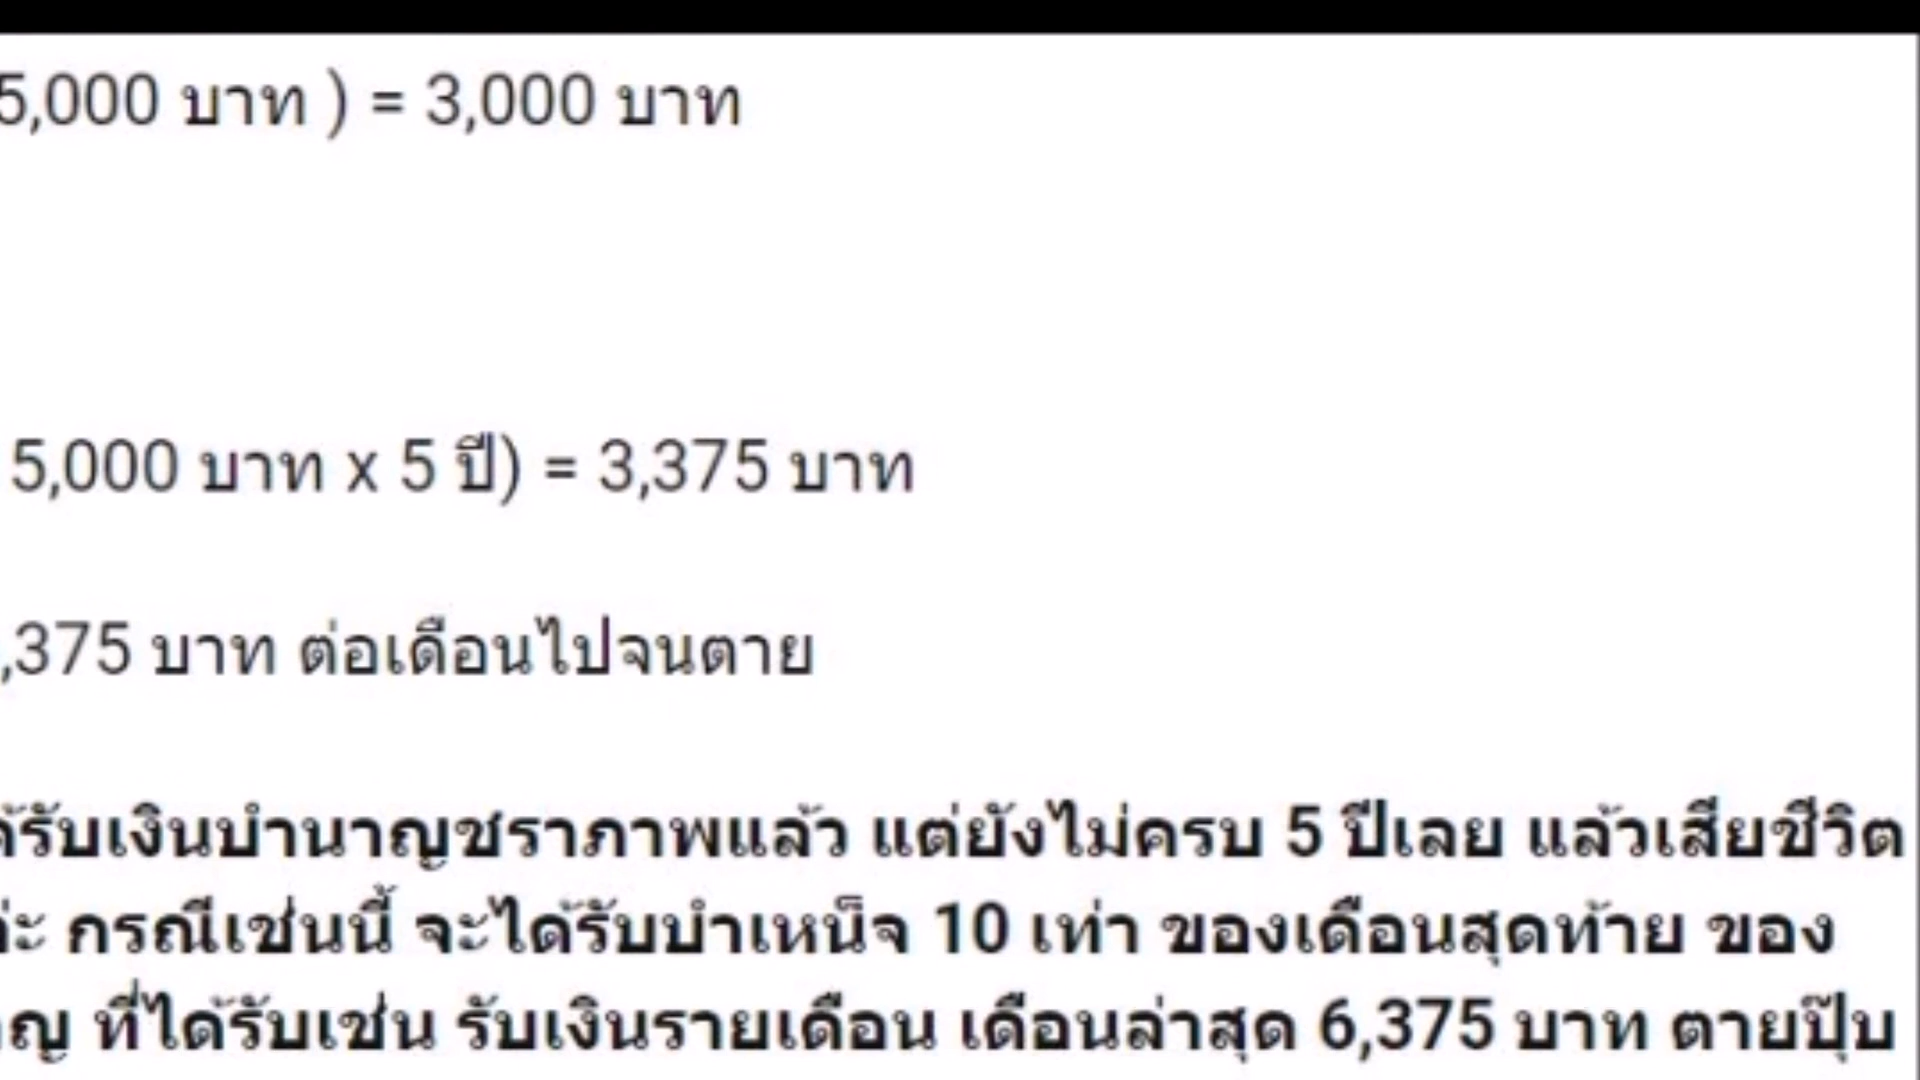 5,000 บาท ) = 3,000 บาท
5,000 บาท x 5 ปี) = 3,375 บาท
,375 บาท ต่อเดือนไปจนตาย
ได้รับเงินบำนาญชราภาพแล้ว แต่ยังไม่ครบ 5 ปีเลย แล้วเสียชีวิต
กรณีเช่นนี้ จะได้รับบำเหน็จ 10 เท่า ของเดือนสุดท้าย ของ
ที่ได้รับเช่น รับเงินรายเดือน เดือนล่าสุด 6,375 บาท ตายปุ๊บ